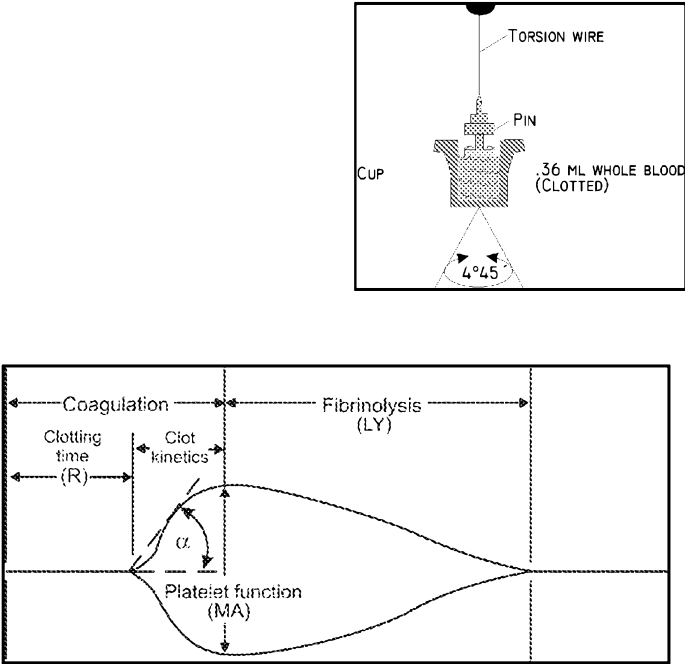 TORSION WIRE
PIN
CUP
.36 ML WHOLE BLOOD
(CLOTTED)
4°45´
Coagulation
Fibrinolysis
(LY)
Clotting
time
(R)
Clot
kinetics
α
Platelet function
(MA)